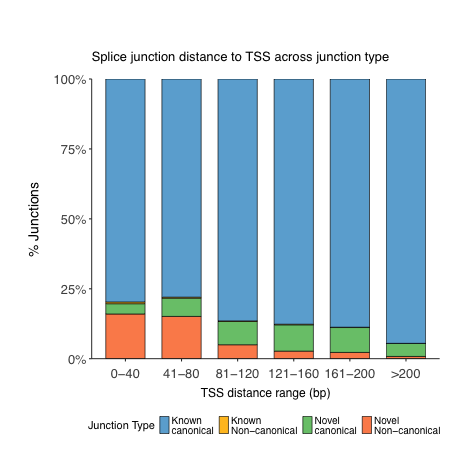 Splice junction distance to TSS across junction type
100%
75%
50%
25%
0%
% Junctions
0–40 41–80 81–120 121–160 161–200 >200
TSS distance range (bp)
Junction Type
Known canonical
Known Non–canonical
Novel canonical
Novel Non–canonical